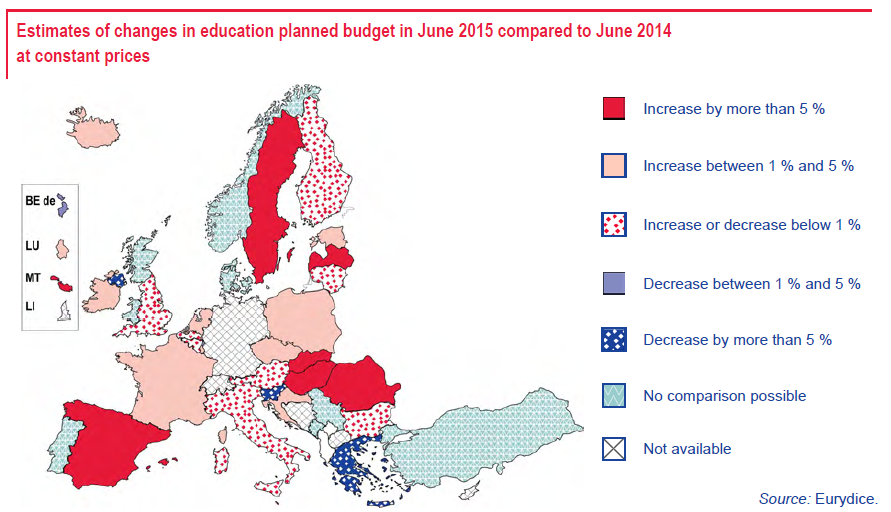 Estimates of changes in education planned budget in June 2015 compared to June 2014
at constant prices
BE de
LU
MT
LI
Increase by more than 5 %
Increase between 1 % and 5 %
Increase or decrease below 1 %
Decrease between 1 % and 5 %
Decrease by more than 5 %
No comparison possible
Not available
Source: Eurydice.